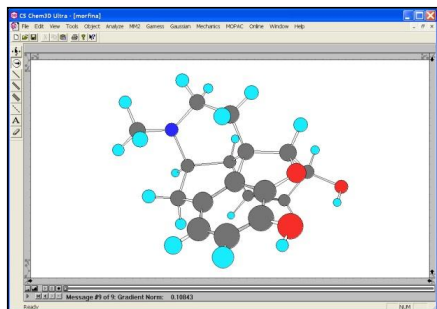 CS Chem3D Ultra - [morfina]
File Edit View Tools Object Analyze MM2 Gamess Gaussian Mechanics MOPAC Online Window Help
A
Message #9 of 9: Gradient Norm: 0.10843
Ready
NUM